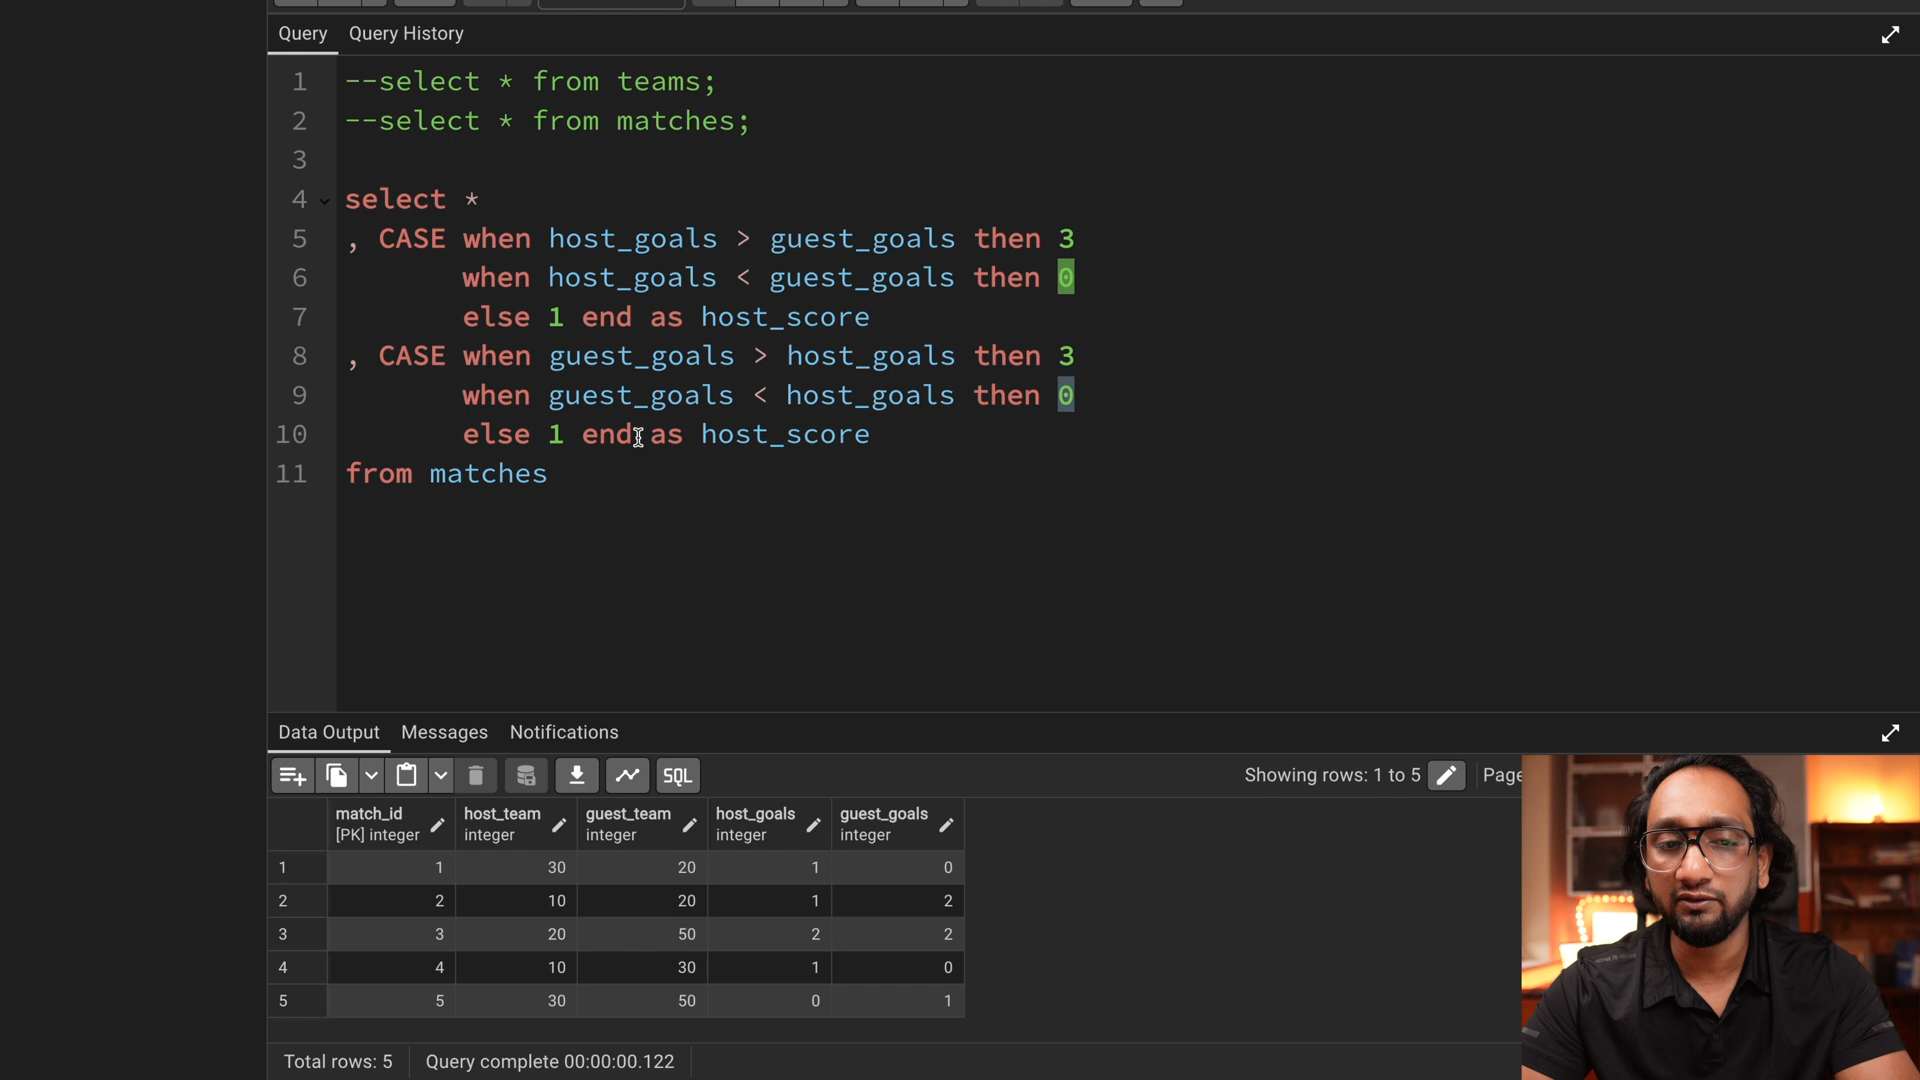 Query Query History
1 --select * from teams;
2 --select * from matches;
3
4 select *
5 , CASE when host_goals > guest_goals then 3
6 when host_goals < guest_goals then 0
7 else 1 end as host_score
8 , CASE when guest_goals > host_goals then 3
9 when guest_goals < host_goals then 0
10 else 1 end as host_score
11 from matches
Data Output Messages Notifications
SQL Showing rows: 1 to 5 Page
match_id host_team guest_team host_goals guest_goals
[PK] integer integer integer integer integer
1 1 30 20 1 0
2 2 10 20 1 2
3 3 20 50 2 2
4 4 10 30 1 0
5 5 30 50 0 1
Total rows: 5 Query complete 00:00:00.122